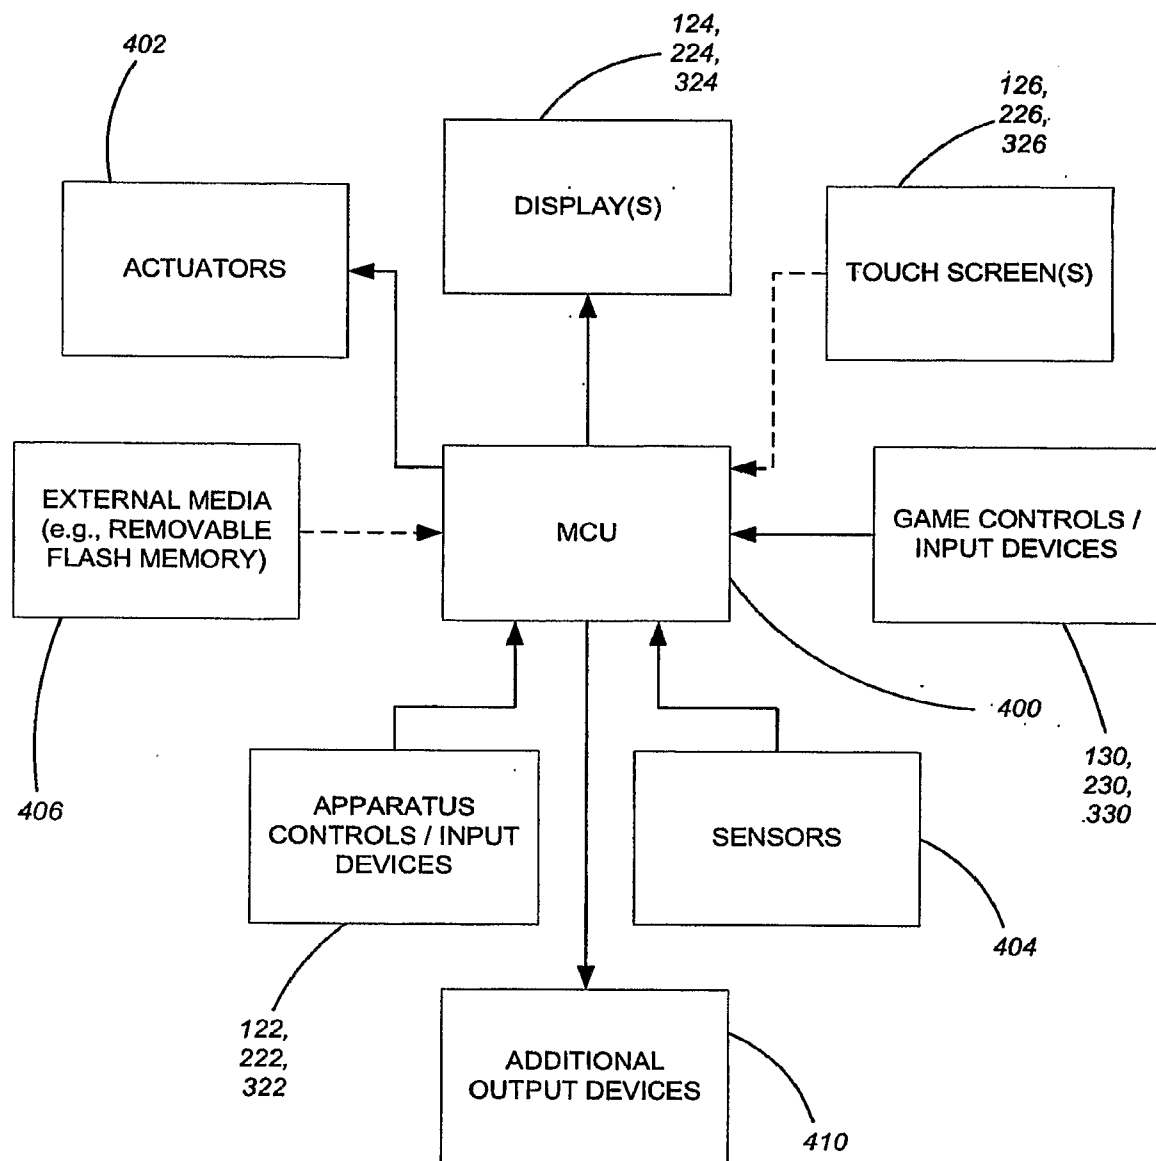 402
124,
224,
324
126,
226,
326
ACTUATORS
DISPLAY(S)
TOUCH SCREEN(S)
EXTERNAL MEDIA
(e.g., REMOVABLE
FLASH MEMORY)
MCU
GAME CONTROLS /
INPUT DEVICES
400
406
130,
230,
330
APPARATUS
CONTROLS / INPUT
DEVICES
SENSORS
404
122,
222,
322
ADDITIONAL
OUTPUT DEVICES
410